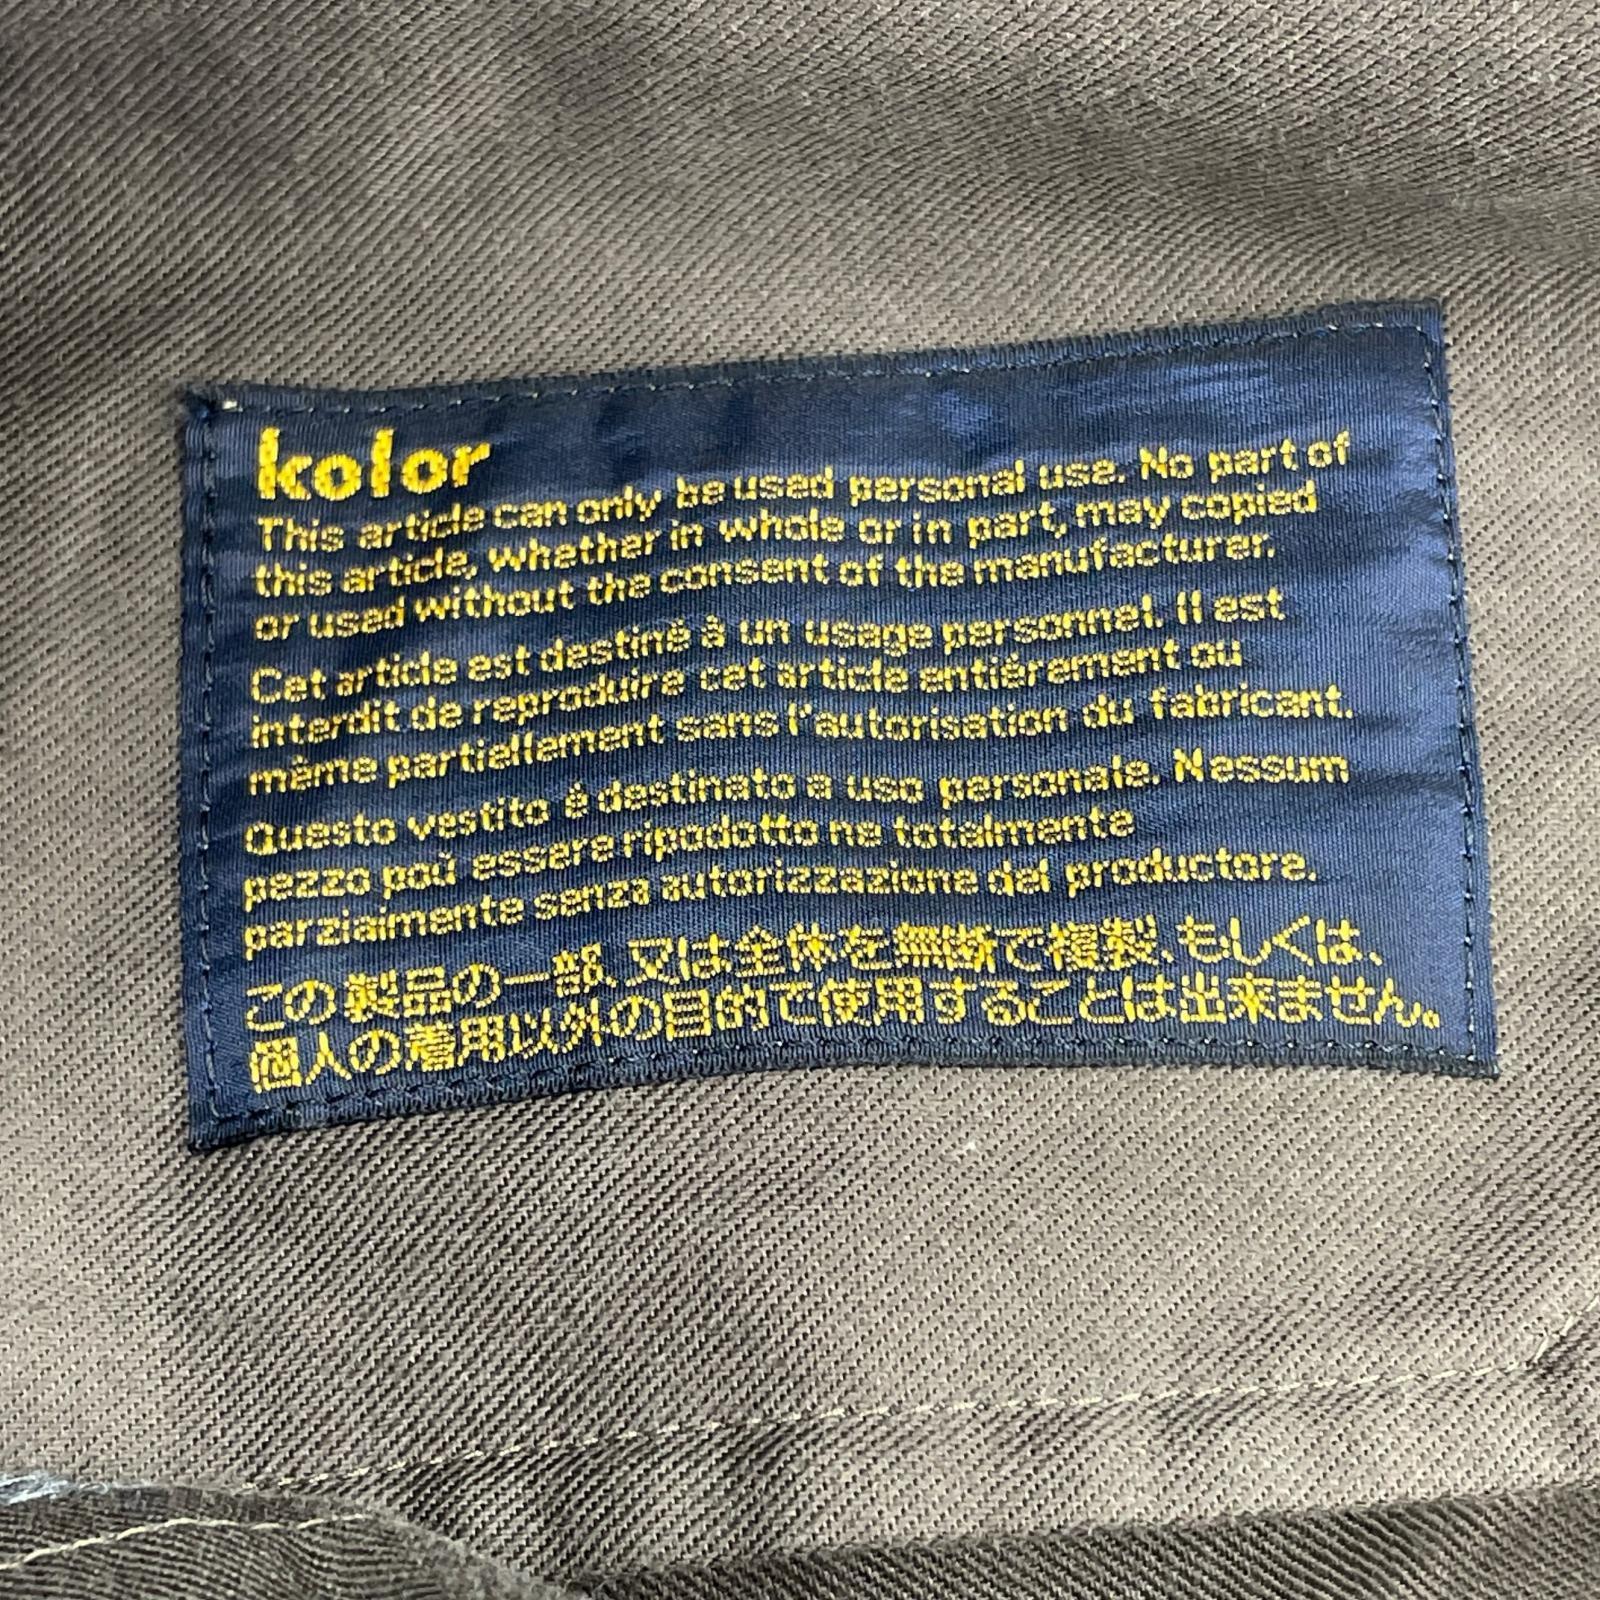 kolor
This article can only be used personal use. No part of
this article, whether in whole or in part, may copied
or used without the consent of the manufacturer.
Cet article est destiné à un usage personnel. Il est
interdit de reproduire cet article entiérement ou
même partiellement sans l'autorisation du fabricant.
Questo vestito é destinato a uso personale. Nessum
pezzo paù essere ripodotto ne totalmente
parziaimente senza autorizzazione del productore.
この製品の一部、又は全体を無断で複製、もしくは、
個人の着用以外の目的で使用することは出来ません。